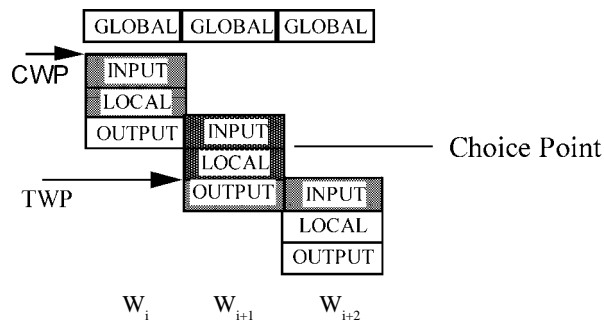 GLOBAL GLOBAL GLOBAL
CWP
INPUT
LOCAL
OUTPUT INPUT
Choice Point
LOCAL
TWP
OUTPUT INPUT
LOCAL
OUTPUT
Wi Wi+1 Wi+2